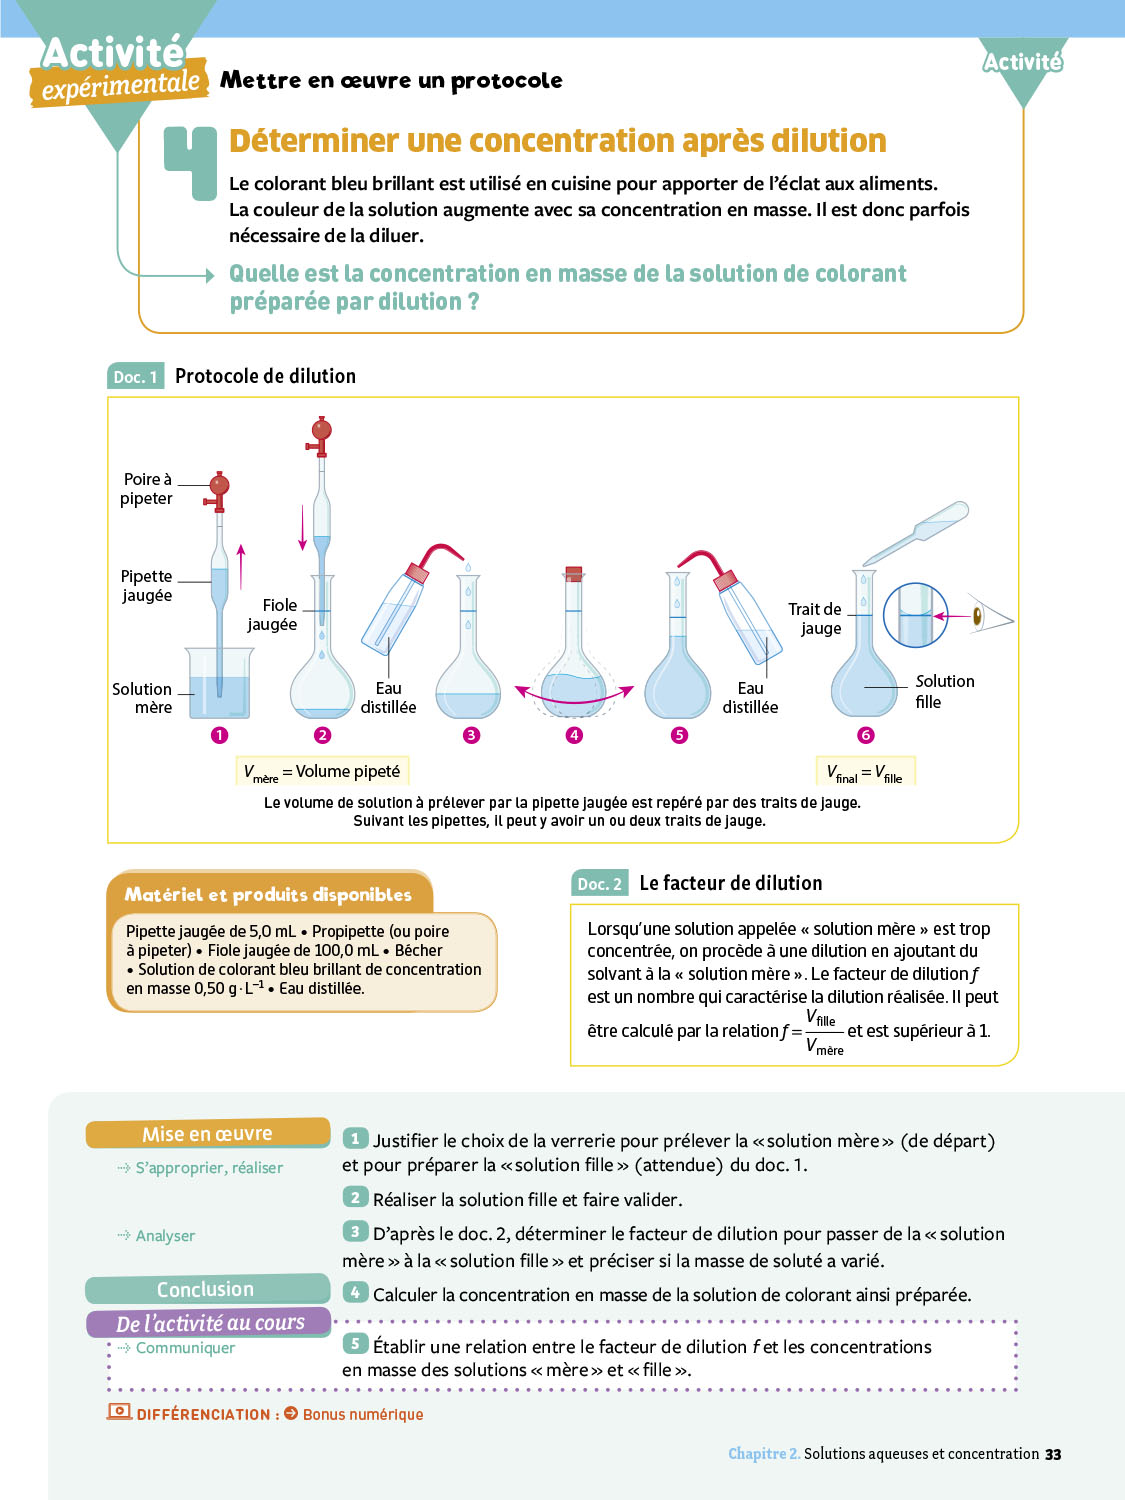 Activité
expérimentale
Mettre en œuvre un protocole
Activité
4
Déterminer une concentration après dilution
Le colorant bleu brillant est utilisé en cuisine pour apporter de l'éclat aux aliments.
La couleur de la solution augmente avec sa concentration en masse. Il est donc parfois
nécessaire de la diluer.
Quelle est la concentration en masse de la solution de colorant
préparée par dilution ?
Doc. 1 Protocole de dilution
Poire à
pipeter
Pipette
jaugée
Solution
mère
Fiole
jaugée
Eau
distillée
Eau
distillée
Trait de
jauge
Solution
fille
1 2 3 4 5 6
Vmère = Volume pipeté
Vfinal = Vfille
Le volume de solution à prélever par la pipette jaugée est repéré par des traits de jauge.
Suivant les pipettes, il peut y avoir un ou deux traits de jauge.
Matériel et produits disponibles
Pipette jaugée de 5,0 mL • Propipette (ou poire
à pipeter) • Fiole jaugée de 100,0 mL • Bécher
• Solution de colorant bleu brillant de concentration
en masse 0,50 g·L⁻¹ • Eau distillée.
Doc. 2 Le facteur de dilution
Lorsqu'une solution appelée « solution mère » est trop
concentrée, on procède à une dilution en ajoutant du
solvant à la « solution mère ». Le facteur de dilution f
est un nombre qui caractérise la dilution réalisée. Il peut
être calculé par la relation f = Vfille / Vmère et est supérieur à 1.
Mise en œuvre
S'approprier, réaliser
1 Justifier le choix de la verrerie pour prélever la « solution mère » (de départ)
et pour préparer la « solution fille » (attendue) du doc. 1.
2 Réaliser la solution fille et faire valider.
Analyser
3 D'après le doc. 2, déterminer le facteur de dilution pour passer de la « solution
mère » à la « solution fille » et préciser si la masse de soluté a varié.
Conclusion
4 Calculer la concentration en masse de la solution de colorant ainsi préparée.
De l'activité au cours
Communiquer
5 Établir une relation entre le facteur de dilution f et les concentrations
en masse des solutions « mère » et « fille ».
DIFFÉRENCIATION : Bonus numérique
Chapitre 2. Solutions aqueuses et concentration 33